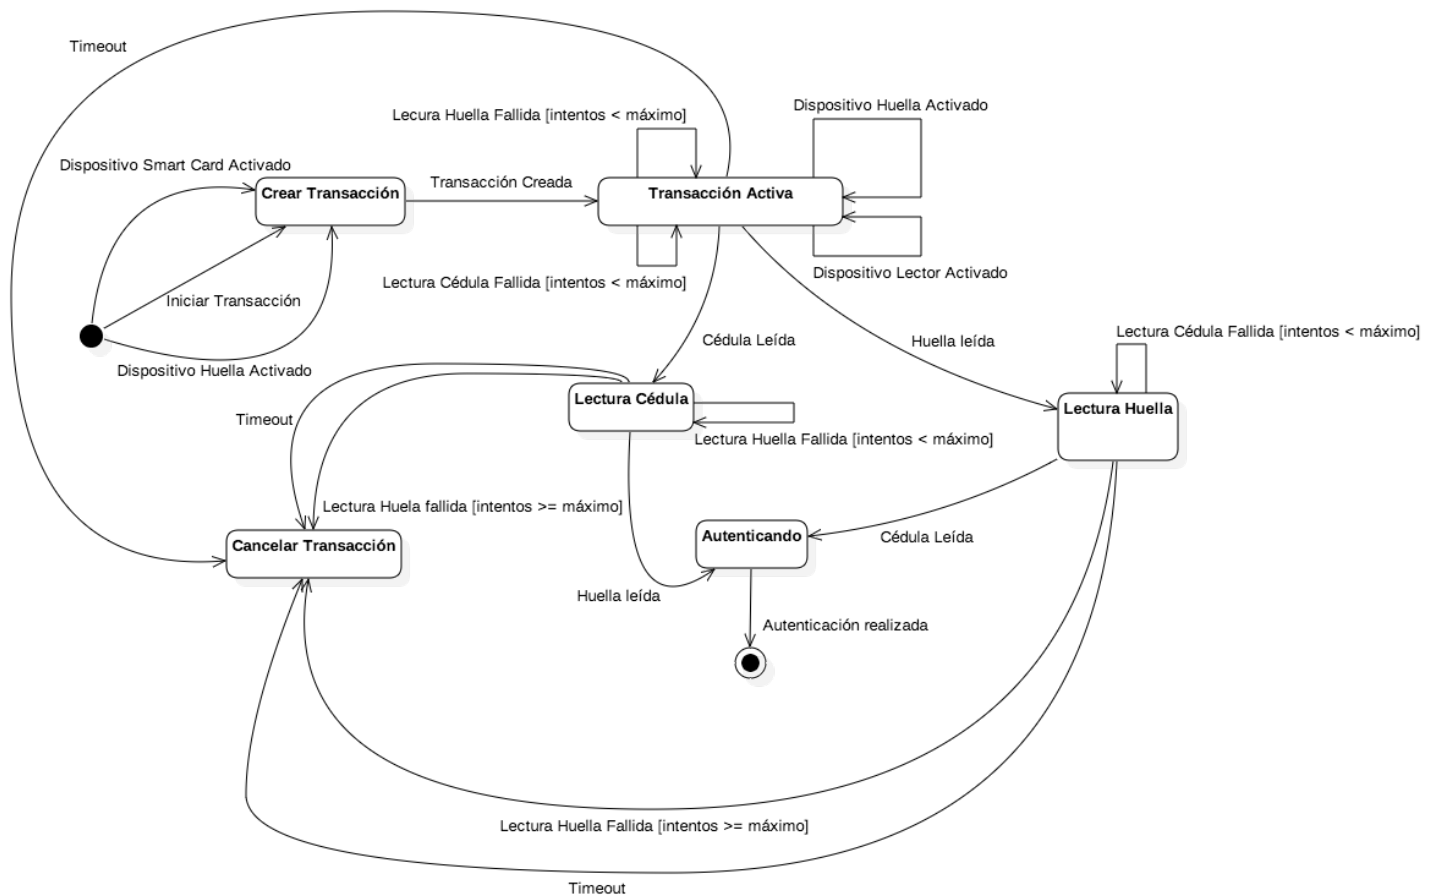 Timeout
Dispositivo Huella Activado
Lecura Huella Fallida [intentos < máximo]
Dispositivo Smart Card Activado
Crear Transacción
Transacción Creada
Transacción Activa
Dispositivo Lector Activado
Lectura Cédula Fallida [intentos < máximo]
Iniciar Transacción
Dispositivo Huella Activado
Cédula Leída
Huella leída
Lectura Cédula Fallida [intentos < máximo]
Lectura Cédula
Lectura Huella
Timeout
Lectura Huella Fallida [intentos < máximo]
Lectura Huela fallida [intentos >= máximo]
Cancelar Transacción
Autenticando
Cédula Leída
Huella leída
Autenticación realizada
Lectura Huella Fallida [intentos >= máximo]
Timeout